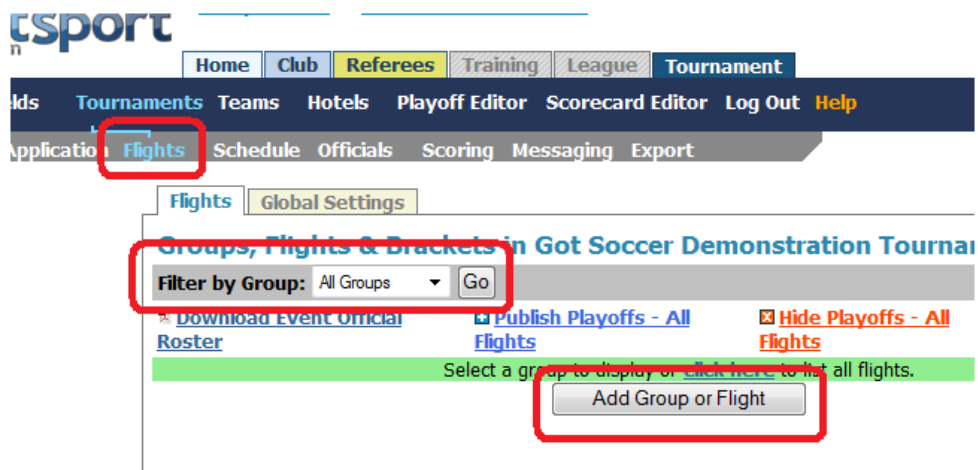 tsport
n
Home Club Referees Training League Tournament
lds Tournaments Teams Hotels Playoff Editor Scorecard Editor Log Out Help
Application Flights Schedule Officials Scoring Messaging Export
Flights Global Settings
Groups, Flights & Brackets in Got Soccer Demonstration Tourna
Filter by Group: All Groups Go
Download Event Official Roster
Publish Playoffs - All Flights
Hide Playoffs - All Flights
Select a group to display or click here to list all flights.
Add Group or Flight